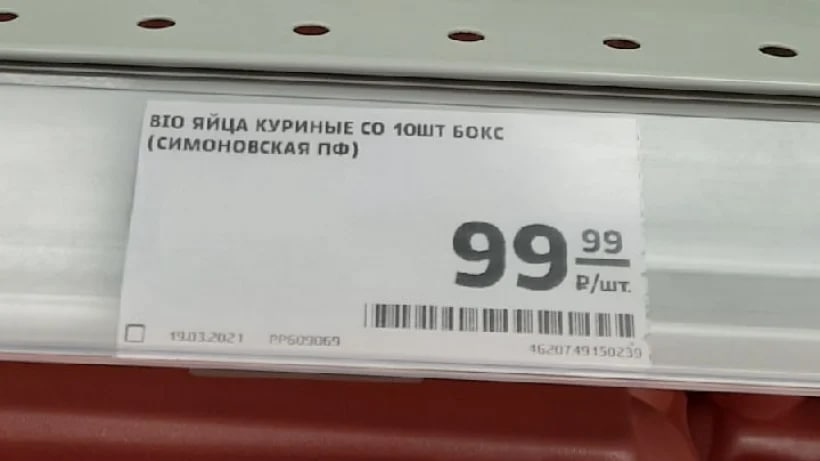 BIO ЯЙЦА КУРИНЫЕ СО 10ШТ БОКС
(СИМОНОВСКАЯ ПФ)
99 99
₽/шт.
19.03.2021 PP609069
4620749150239